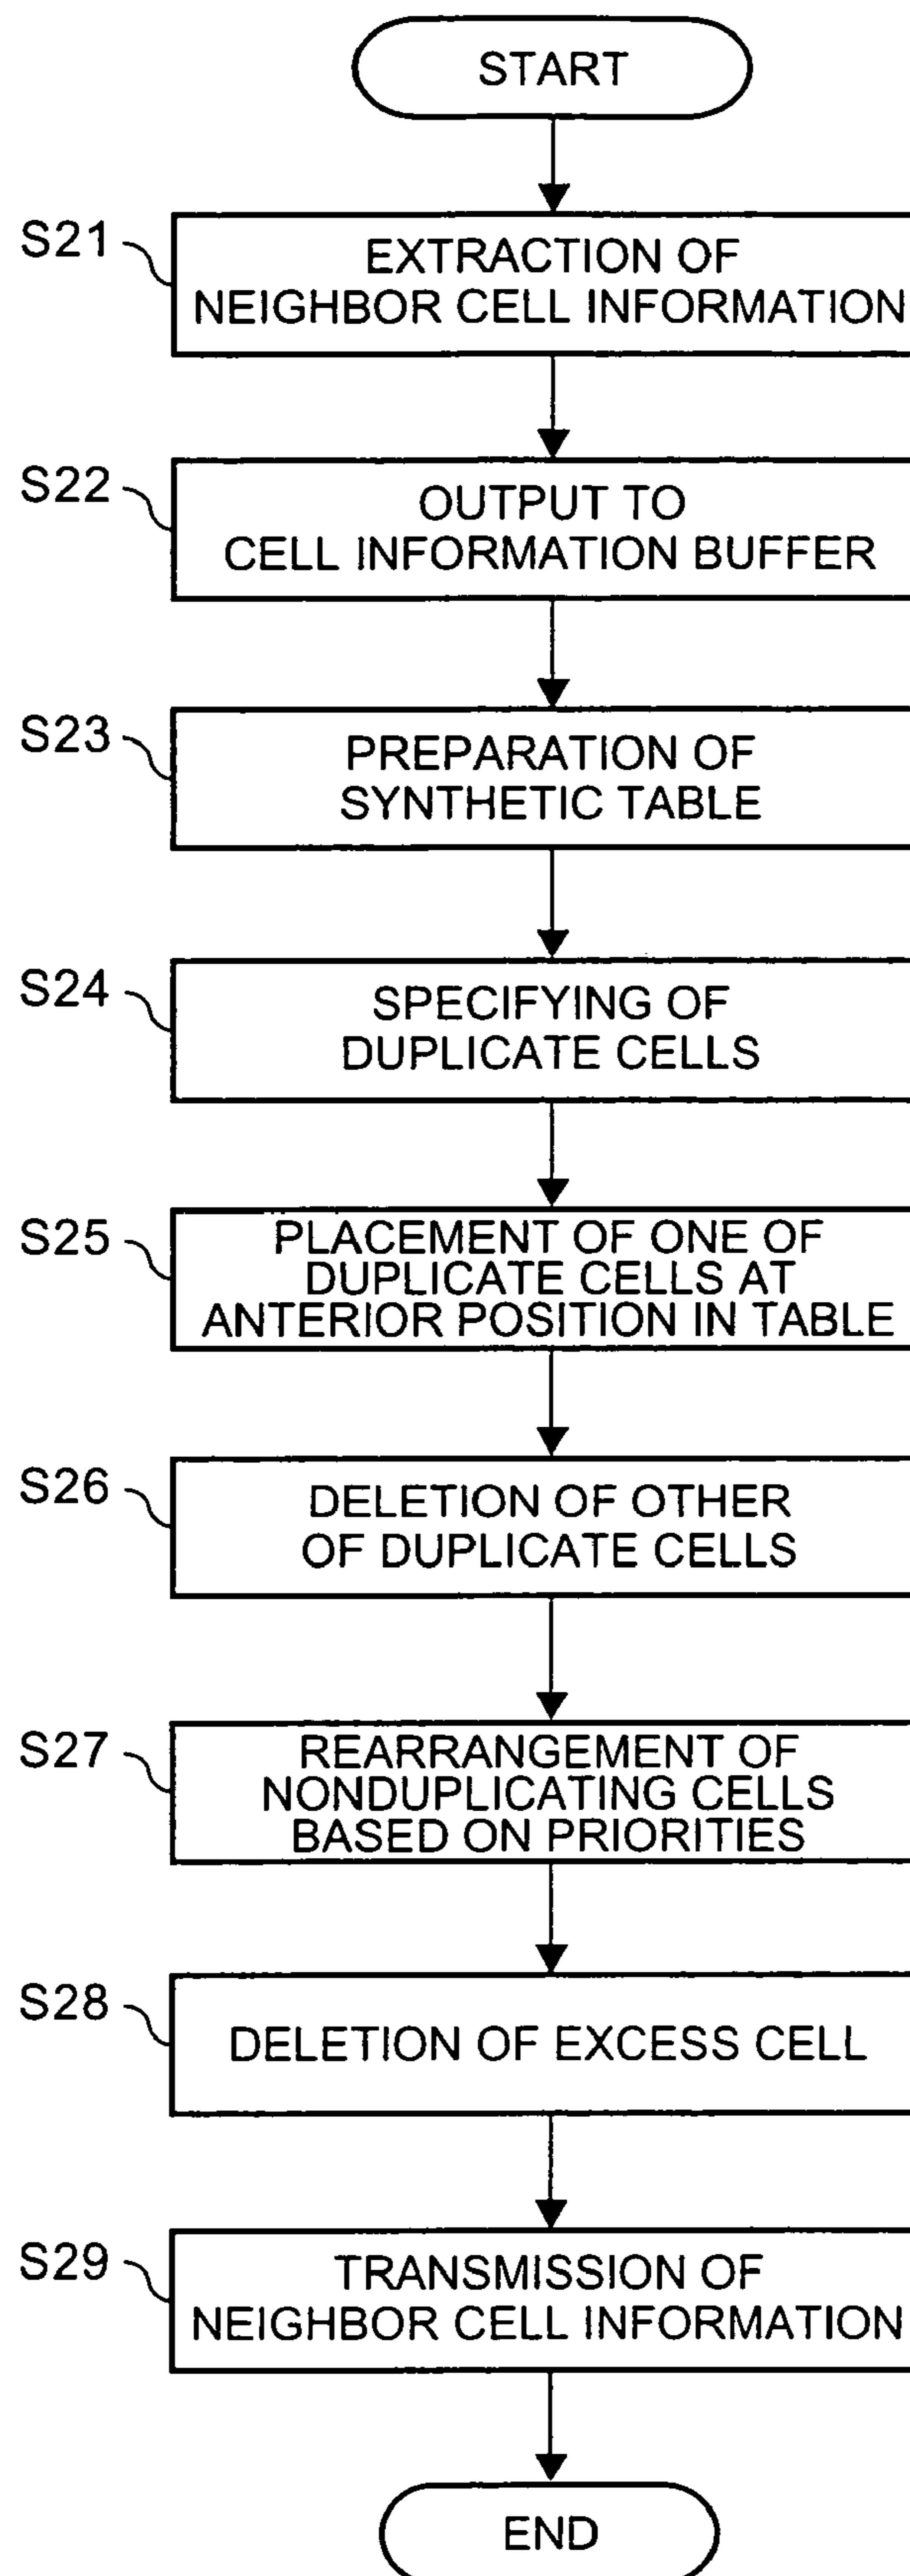 START
S21
EXTRACTION OF
NEIGHBOR CELL INFORMATION
S22
OUTPUT TO
CELL INFORMATION BUFFER
S23
PREPARATION OF
SYNTHETIC TABLE
S24
SPECIFYING OF
DUPLICATE CELLS
S25
PLACEMENT OF ONE OF
DUPLICATE CELLS AT
ANTERIOR POSITION IN TABLE
S26
DELETION OF OTHER
OF DUPLICATE CELLS
S27
REARRANGEMENT OF
NONDUPLICATING CELLS
BASED ON PRIORITIES
S28
DELETION OF EXCESS CELL
S29
TRANSMISSION OF
NEIGHBOR CELL INFORMATION
END